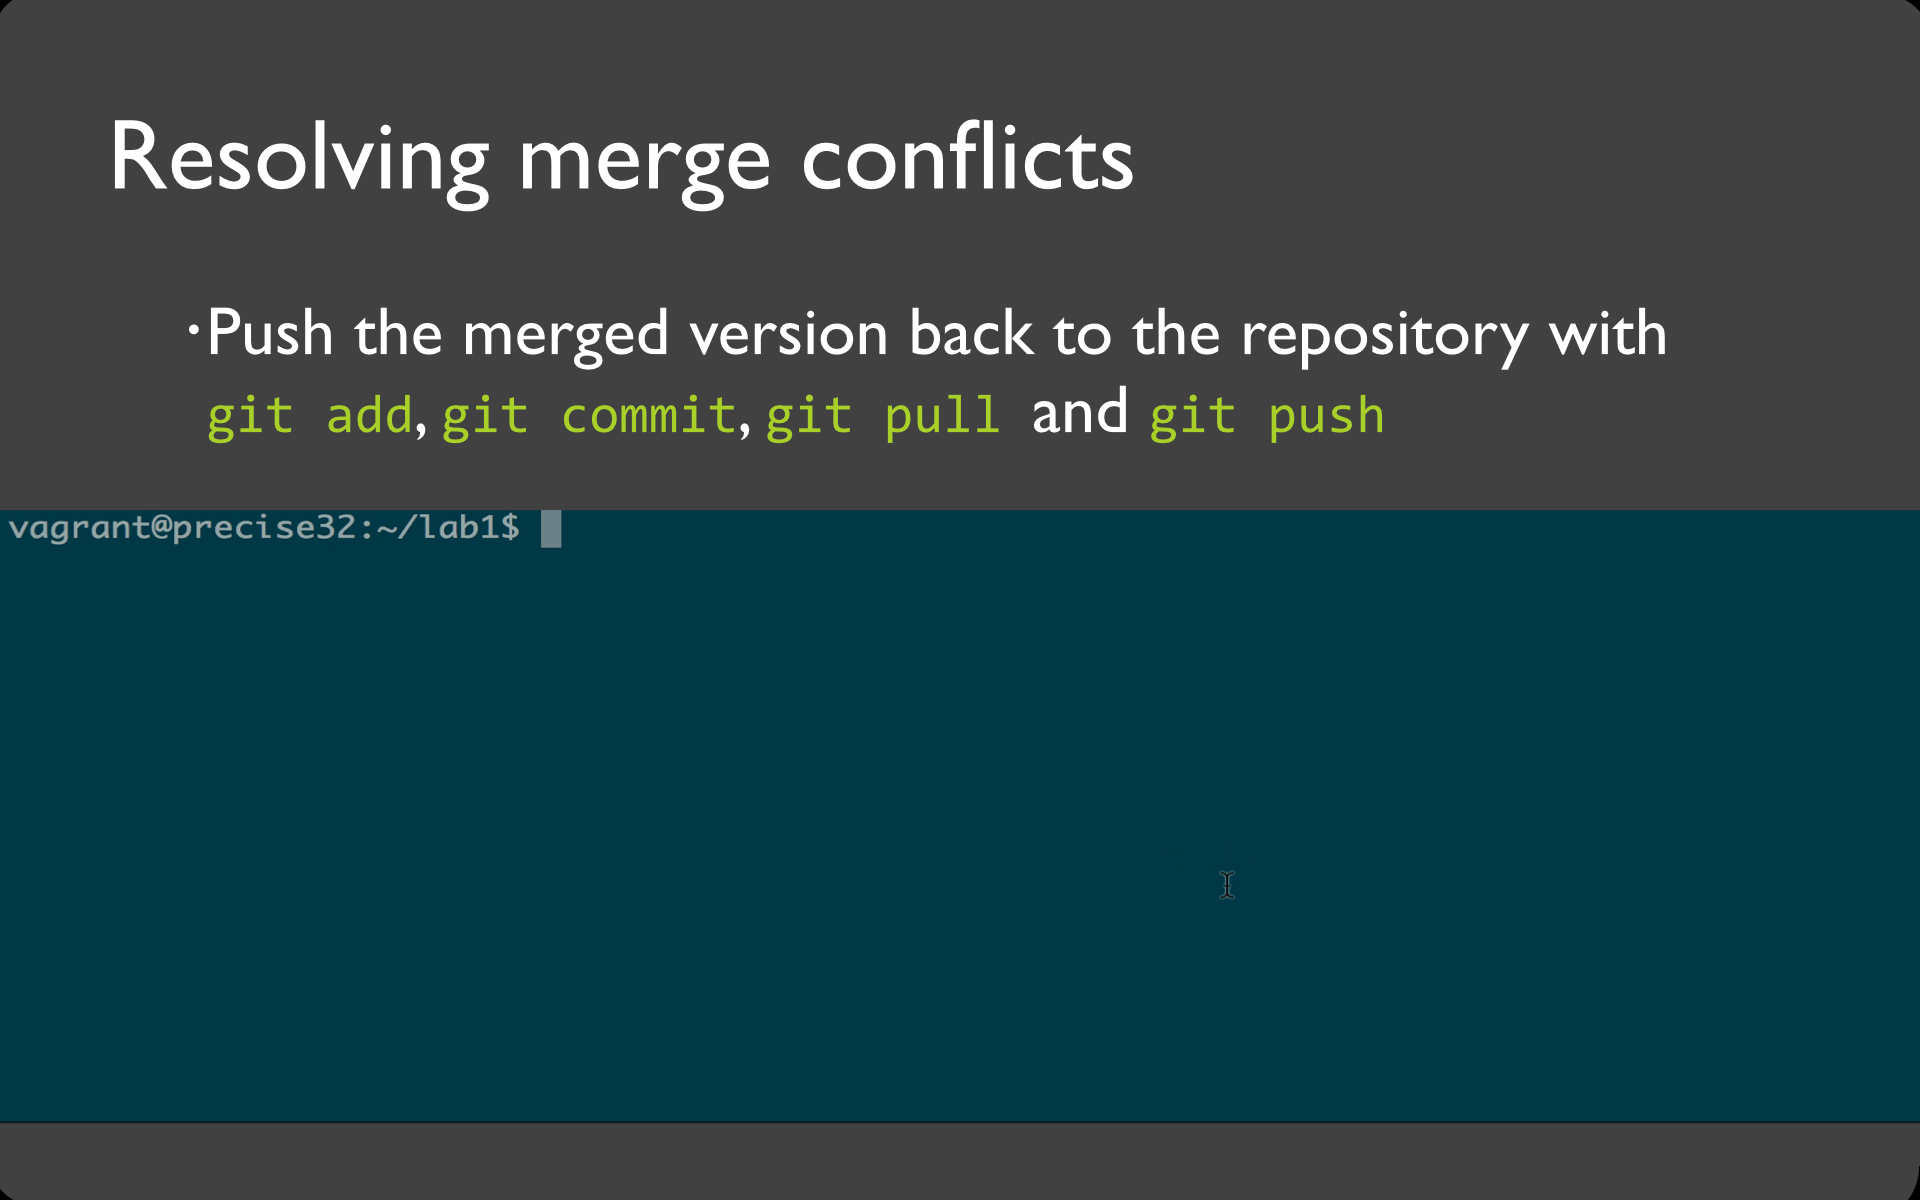 Resolving merge conflicts
•Push the merged version back to the repository with
git add, git commit, git pull and git push
vagrant@precise32:~/lab1$